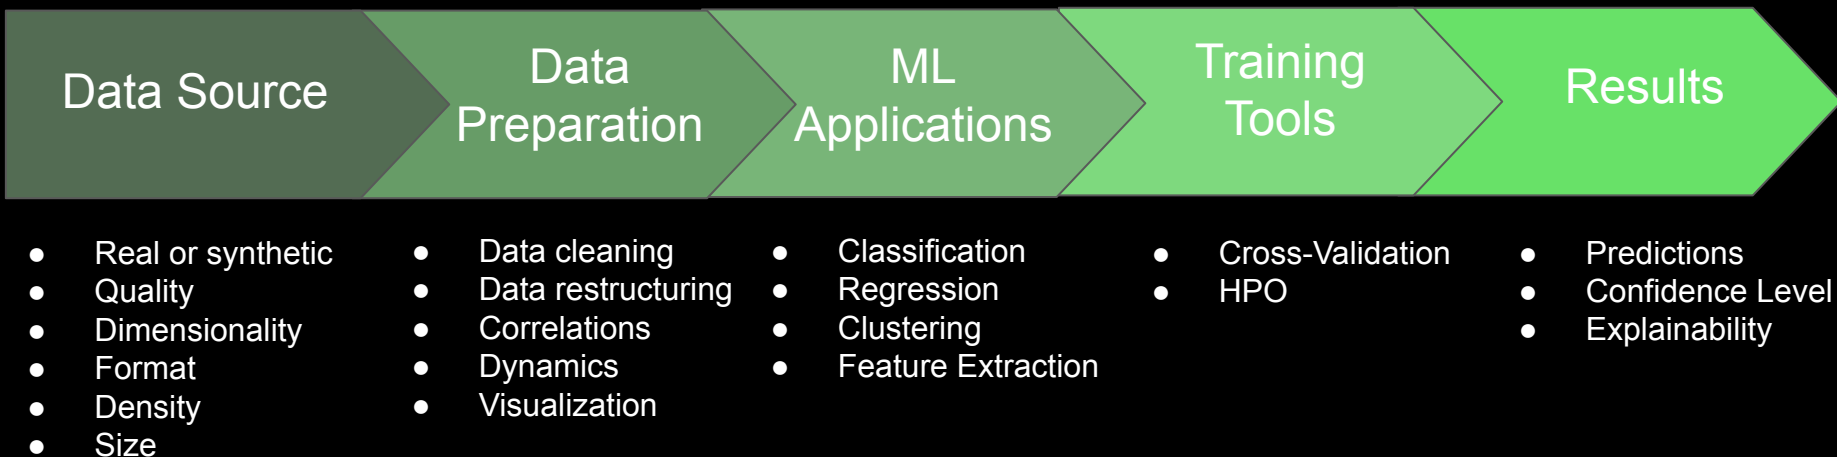 Data Source
Data
Preparation
ML
Applications
Training
Tools
Results
● Real or synthetic
● Quality
● Dimensionality
● Format
● Density
● Size
● Data cleaning
● Data restructuring
● Correlations
● Dynamics
● Visualization
● Classification
● Regression
● Clustering
● Feature Extraction
● Cross-Validation
● HPO
● Predictions
● Confidence Level
● Explainability